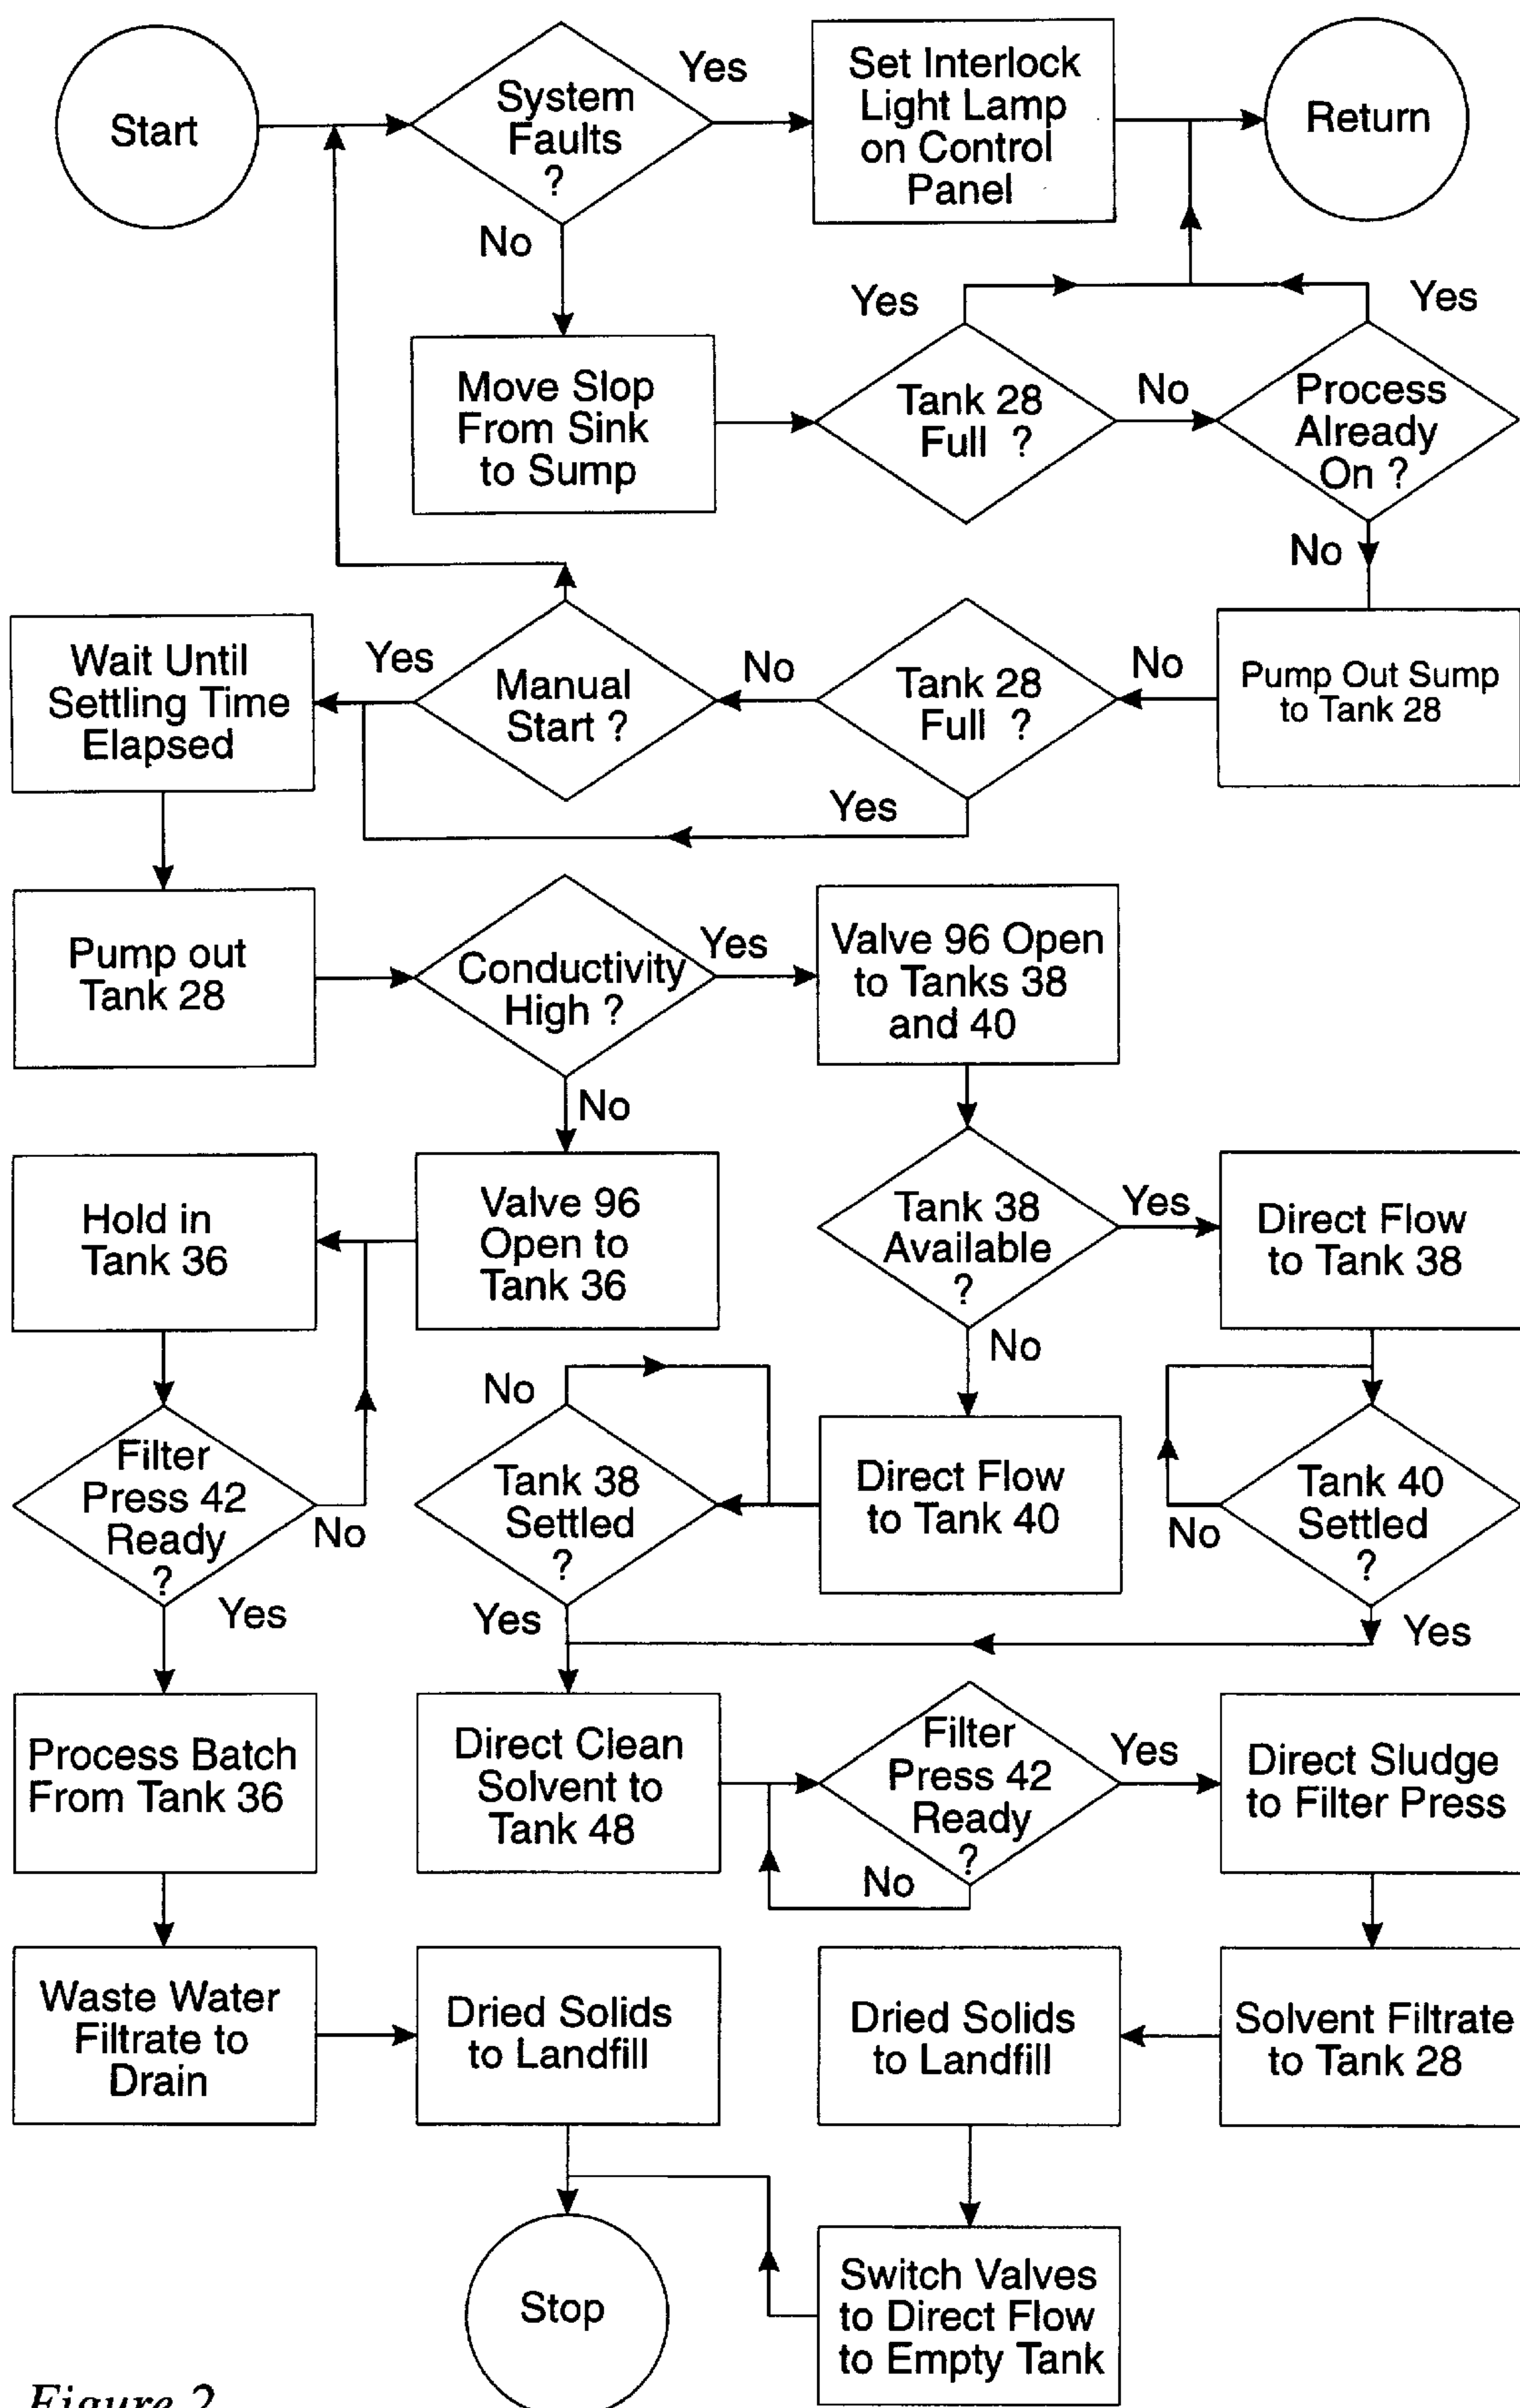 Start
System
Faults
?
Yes
No
Set Interlock
Light Lamp
on Control
Panel
Return
Move Slop
From Sink
to Sump
Yes
Tank 28
Full ?
No
Yes
Process
Already
On ?
No
Wait Until
Settling Time
Elapsed
Yes
Manual
Start ?
No
Tank 28
Full ?
Yes
No
Pump Out Sump
to Tank 28
Pump out
Tank 28
Conductivity
High ?
Yes
No
Valve 96 Open
to Tanks 38
and 40
Hold in
Tank 36
Valve 96
Open to
Tank 36
Tank 38
Available
?
Yes
No
Direct Flow
to Tank 38
Filter
Press 42
Ready
?
No
Yes
No
Tank 38
Settled
?
Yes
Direct Flow
to Tank 40
Tank 40
Settled
?
No
Yes
Process Batch
From Tank 36
Direct Clean
Solvent to
Tank 48
Filter
Press 42
Ready
?
Yes
No
Direct Sludge
to Filter Press
Waste Water
Filtrate to
Drain
Dried Solids
to Landfill
Dried Solids
to Landfill
Solvent Filtrate
to Tank 28
Stop
Switch Valves
to Direct Flow
to Empty Tank
Figure 2